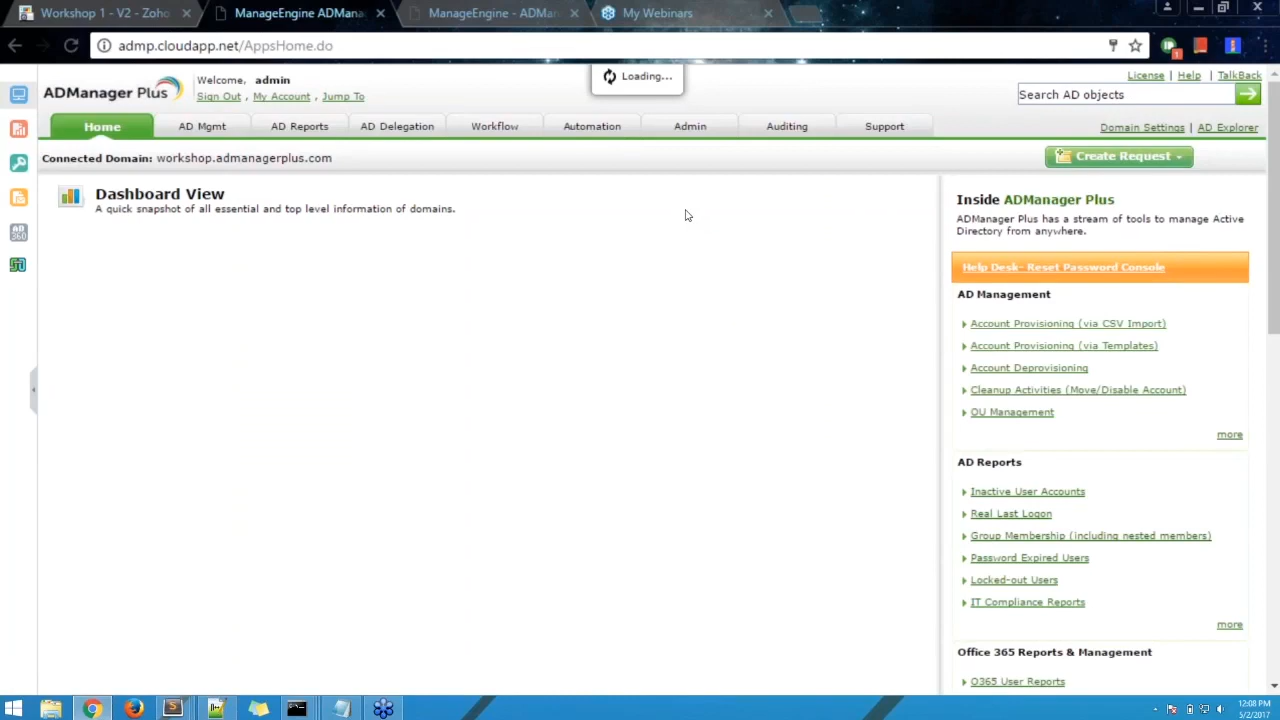 Workshop 1 - V2 - Zoho
ManageEngine ADMana
ManageEngine - ADMan
My Webinars
admp.cloudapp.net/AppsHome.do
Loading...
License | Help | TalkBack
ADManager Plus
Welcome, admin
Sign Out , My Account , Jump To
Search AD objects
Home
AD Mgmt
AD Reports
AD Delegation
Workflow
Automation
Admin
Auditing
Support
Domain Settings | AD Explorer
Connected Domain: workshop.admanagerplus.com
Create Request
Dashboard View
A quick snapshot of all essential and top level information of domains.
Inside ADManager Plus
ADManager Plus has a stream of tools to manage Active
Directory from anywhere.
Help Desk- Reset Password Console
AD Management
Account Provisioning (via CSV Import)
Account Provisioning (via Templates)
Account Deprovisioning
Cleanup Activities (Move/Disable Account)
OU Management
more
AD Reports
Inactive User Accounts
Real Last Logon
Group Membership (including nested members)
Password Expired Users
Locked-out Users
IT Compliance Reports
more
Office 365 Reports & Management
O365 User Reports
AD
360
12:08 PM
5/2/2017